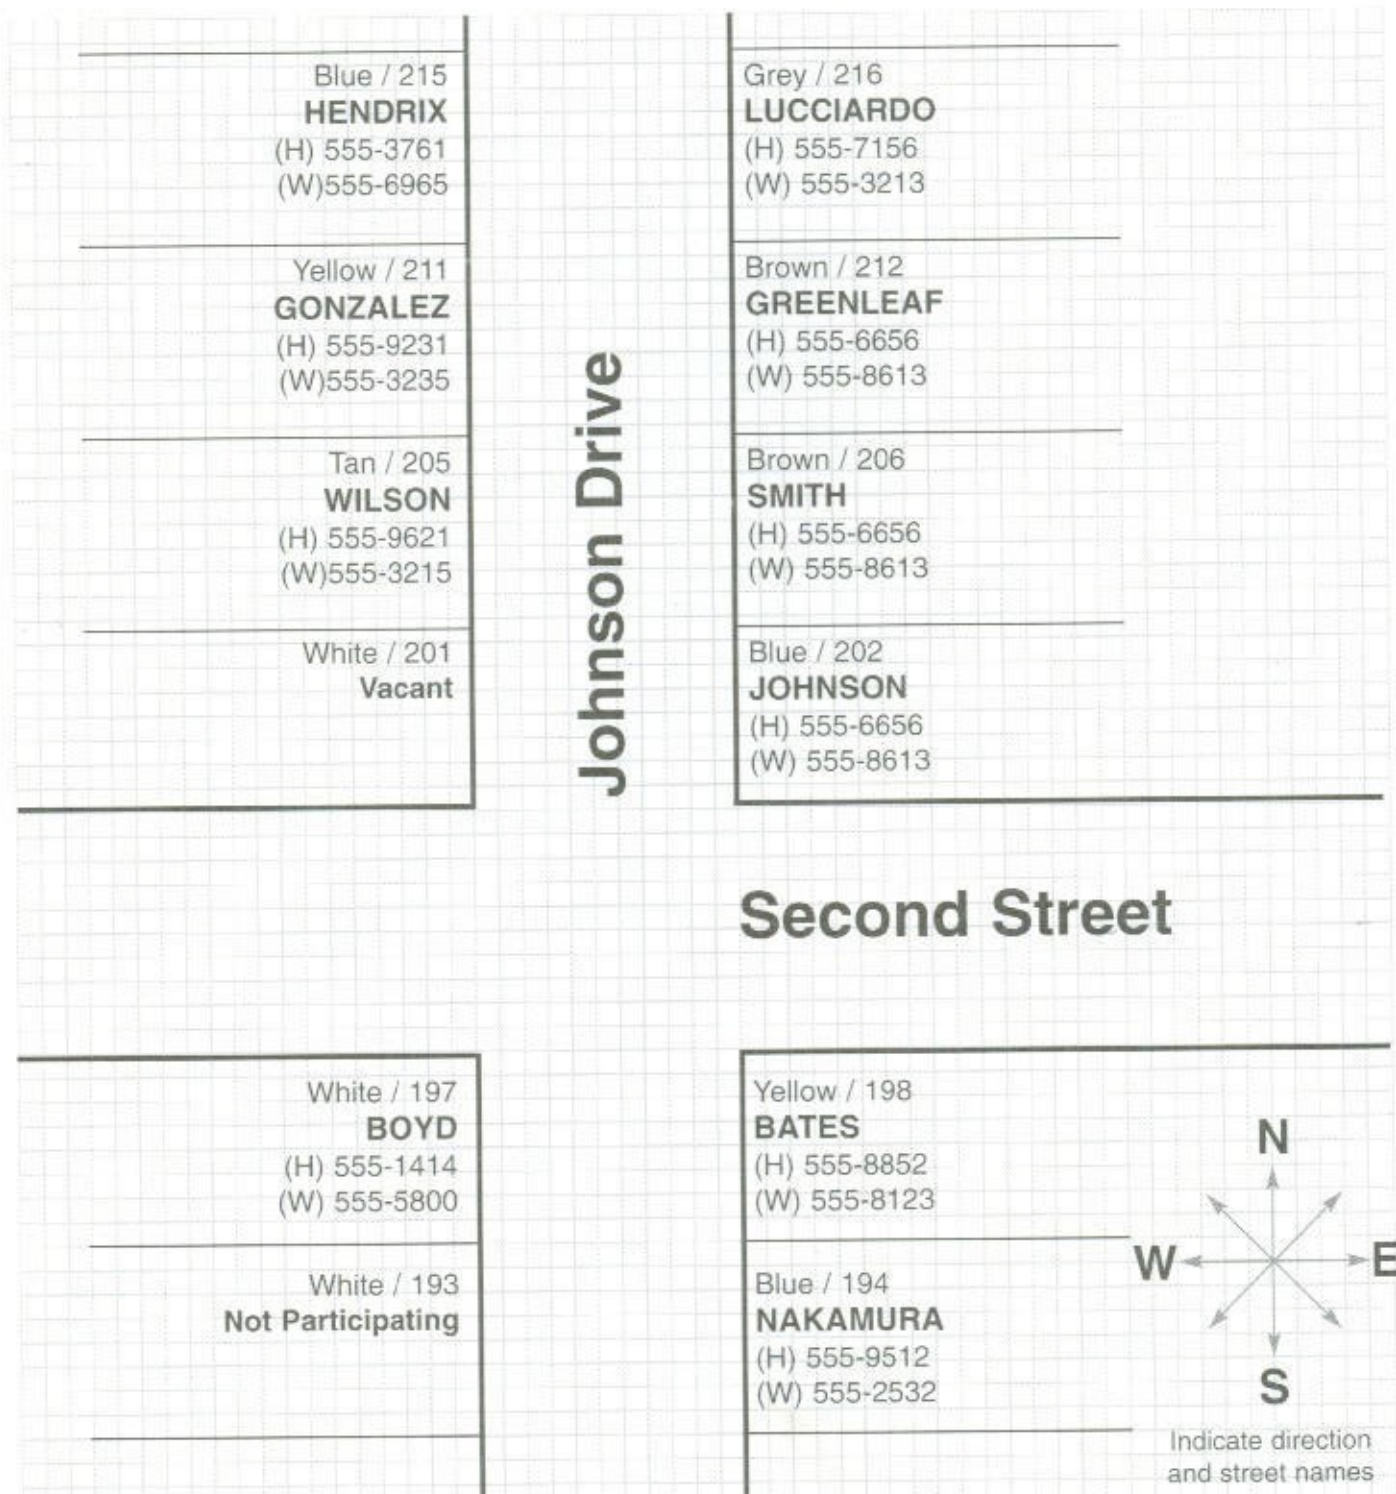 Blue / 215
HENDRIX
(H) 555-3761
(W)555-6965
Yellow / 211
GONZALEZ
(H) 555-9231
(W)555-3235
Tan / 205
WILSON
(H) 555-9621
(W)555-3215
White / 201
Vacant
Johnson Drive
Grey / 216
LUCCIARDO
(H) 555-7156
(W) 555-3213
Brown / 212
GREENLEAF
(H) 555-6656
(W) 555-8613
Brown / 206
SMITH
(H) 555-6656
(W) 555-8613
Blue / 202
JOHNSON
(H) 555-6656
(W) 555-8613
Second Street
White / 197
BOYD
(H) 555-1414
(W) 555-5800
White / 193
Not Participating
Yellow / 198
BATES
(H) 555-8852
(W) 555-8123
Blue / 194
NAKAMURA
(H) 555-9512
(W) 555-2532
N
W
E
S
Indicate direction
and street names